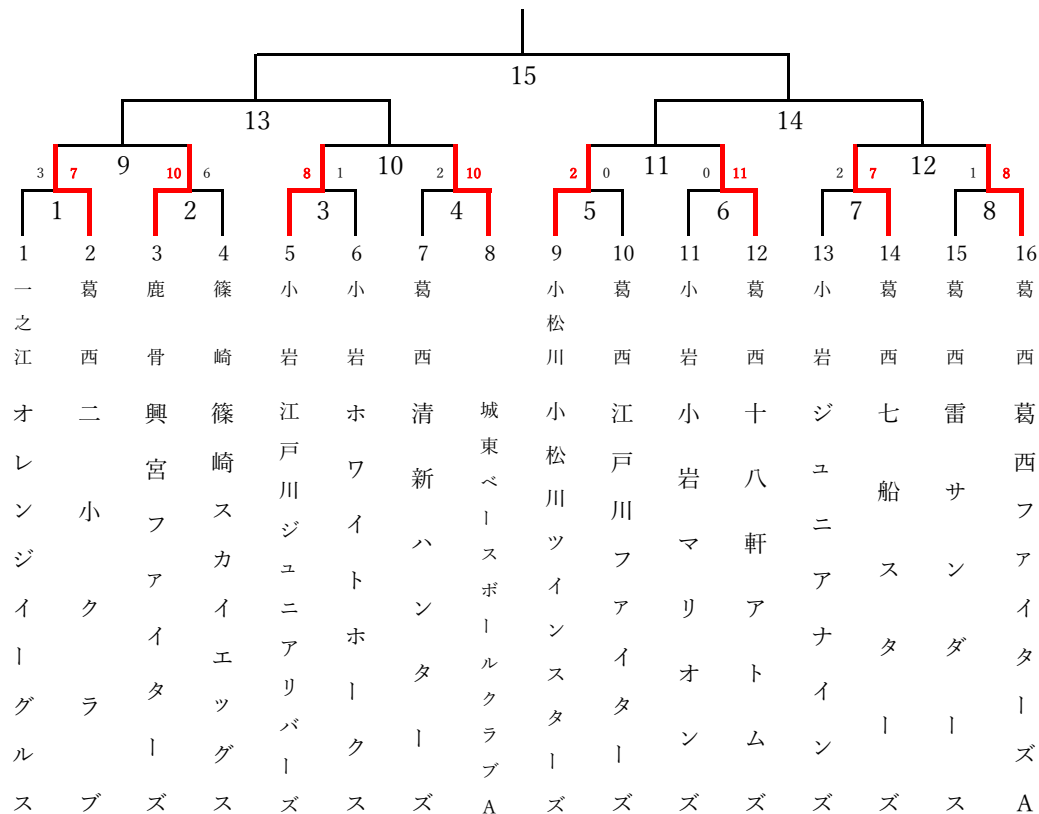 15
13
14
9
10
11
12
3 7
10 6
8 1
2 10
2 0
0 11
2 7
1 8
1
2
3
4
5
6
7
8
1 一之江 オレンジイーグルス
2 葛西 二小クラブ
3 鹿骨 興宮ファイターズ
4 篠崎 篠崎スカイエッグス
5 小岩 江戸川ジュニアリバーズ
6 小岩 ホワイトホークス
7 葛西 清新ハンターズ
8 城東ベースボールクラブA
9 小松川 小松川ツインスターズ
10 葛西 江戸川ファイターズ
11 小岩 小岩マリオンズ
12 葛西 十八軒アトムズ
13 小岩 ジュニアナインズ
14 葛西 七船スターズ
15 葛西 雷サンダース
16 葛西 葛西ファイターズA